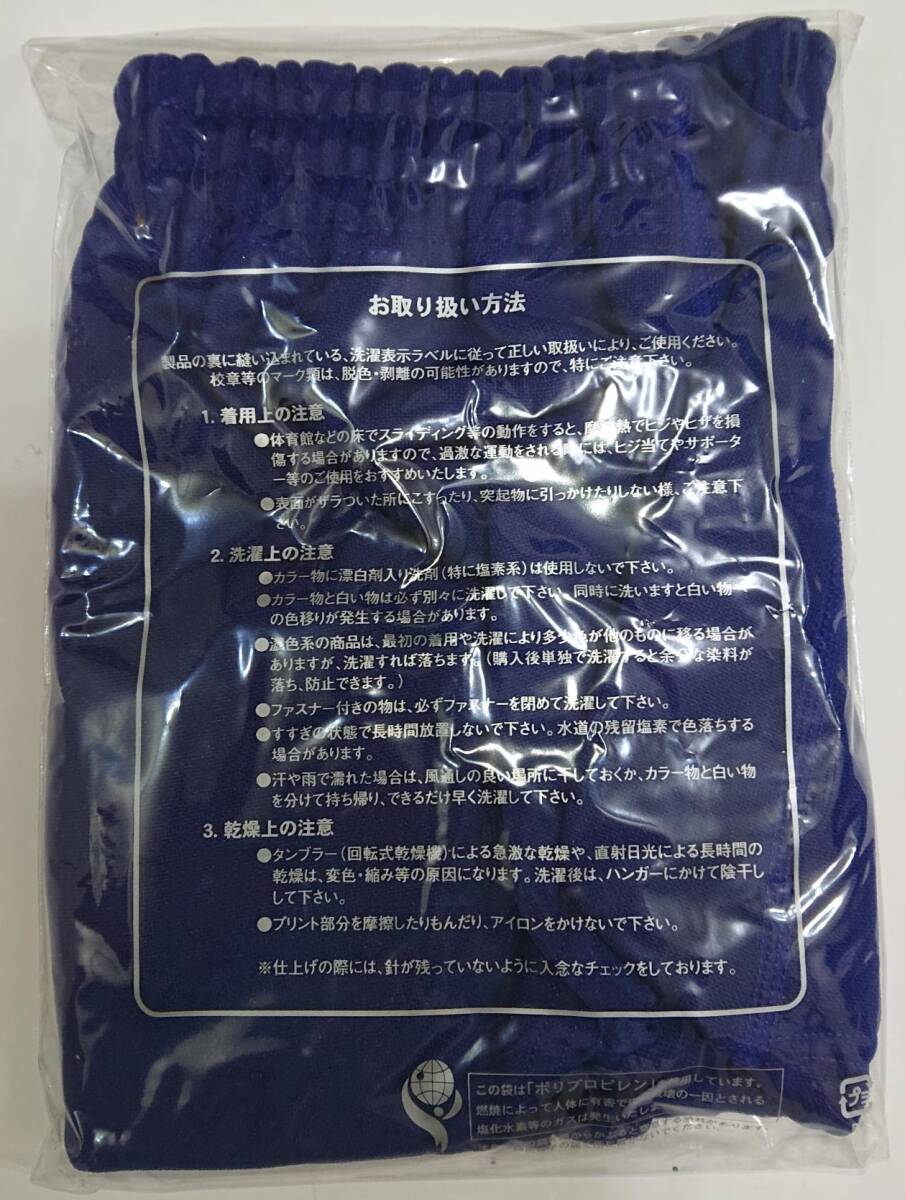 お取り扱い方法
製品の裏に縫い込まれている、洗濯表示ラベルに従って正しい取扱いにより、ご使用ください。
校章等のマーク類は、脱色・剥離の可能性がありますので、特にご注意下さい。
1. 着用上の注意
●体育館などの床でスライディング等の動作をすると、摩擦熱でヒジやヒザを損
傷する場合がありますので、過激な運動をされる時には、ヒジ当てやサポータ
ー等のご使用をおすすめいたします。
●表面がザラついた所にこすったり、突起物に引っかけたりしない様、ご注意下
さい。
2. 洗濯上の注意
●カラー物に漂白剤入り洗剤(特に塩素系)は使用しないで下さい。
●カラー物と白い物は必ず別々に洗濯して下さい。同時に洗いますと白い物へ
の色移りが発生する場合があります。
●濃色系の商品は、最初の着用や洗濯により多少色が他のものに移る場合が
ありますが、洗濯すれば落ちます。(購入後単独で洗濯すると余分な染料が
落ち、防止できます。)
●ファスナー付きの物は、必ずファスナーを閉めて洗濯して下さい。
●すすぎの状態で長時間放置しないで下さい。水道の残留塩素で色落ちする
場合があります。
●汗や雨で濡れた場合は、風通しの良い場所に干しておくか、カラー物と白い物
を分けて持ち帰り、できるだけ早く洗濯して下さい。
3. 乾燥上の注意
●タンブラー(回転式乾燥機)による急激な乾燥や、直射日光による長時間の
乾燥は、変色・縮み等の原因になります。洗濯後は、ハンガーにかけて陰干し
して下さい。
●プリント部分を摩擦したりもんだり、アイロンをかけないで下さい。
※仕上げの際には、針が残っていないように入念なチェックをしております。
この袋は「ポリプロピレン」使用しています。
燃焼によって人体に有害で の一因とされる
塩化水素等のガスは発生いたしま
プラ